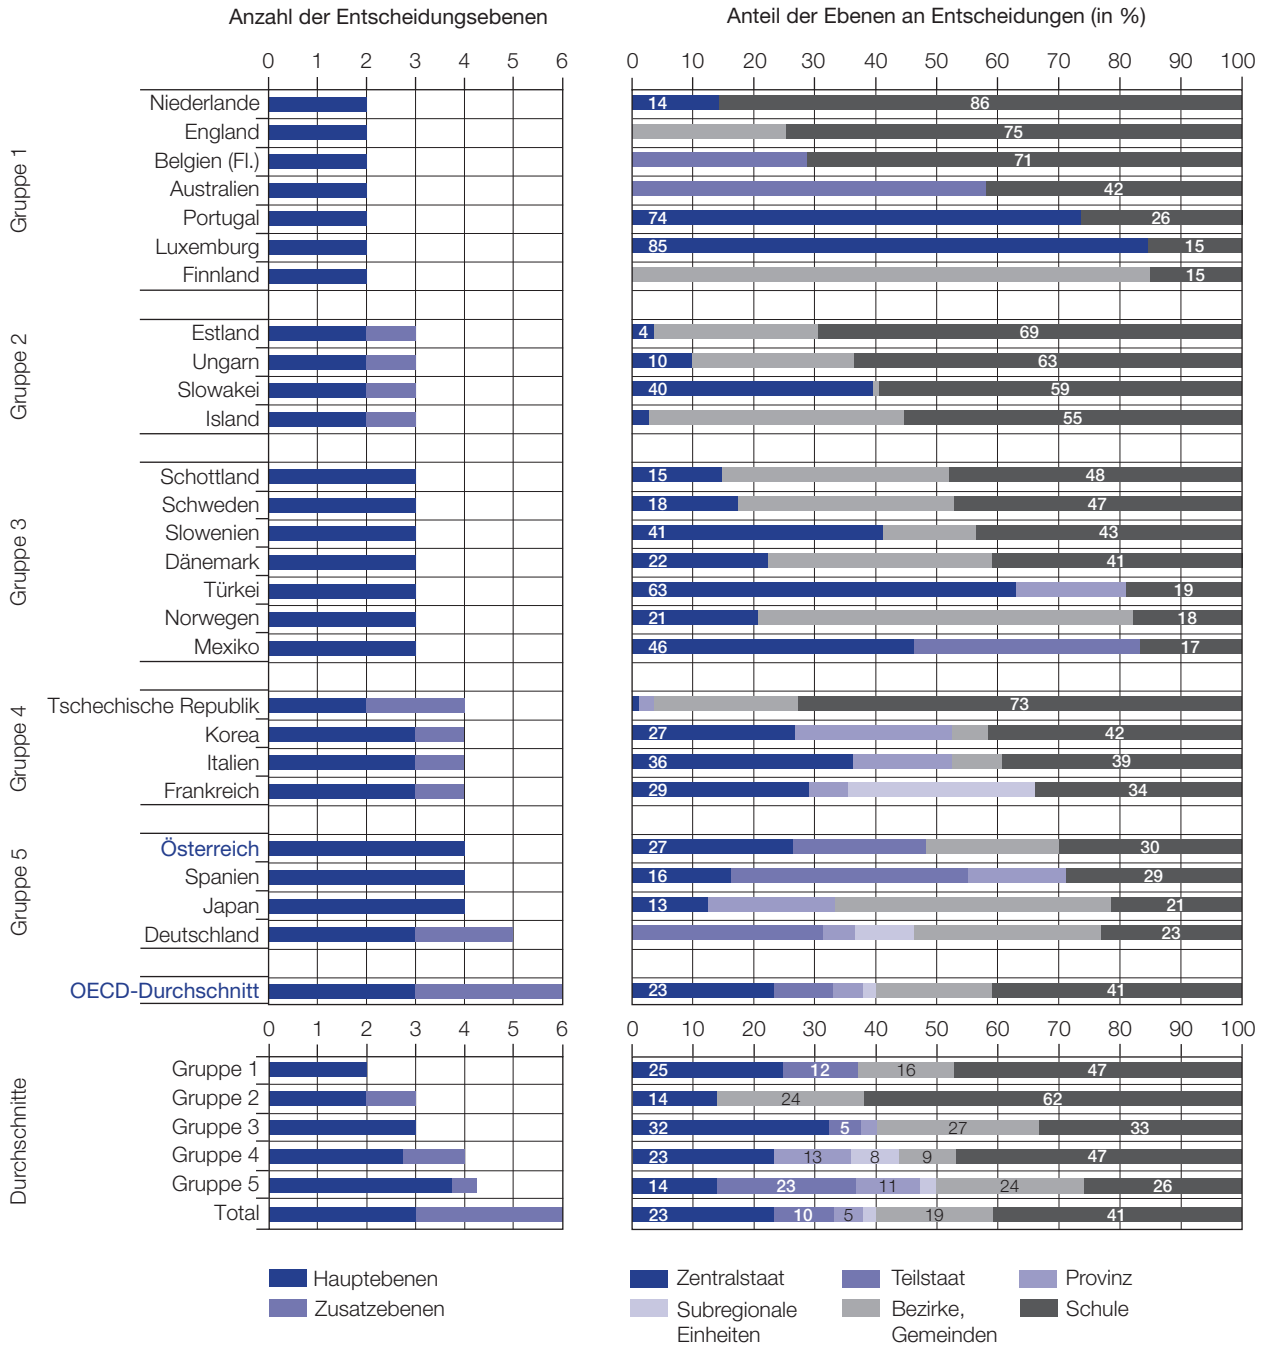 Anzahl der Entscheidungsebenen
Anteil der Ebenen an Entscheidungen (in %)
0 1 2 3 4 5 6
0 10 20 30 40 50 60 70 80 90 100
Gruppe 1
Niederlande 14 86
England 75
Belgien (Fl.) 71
Australien 42
Portugal 74 26
Luxemburg 85 15
Finnland 15
Gruppe 2
Estland 4 69
Ungarn 10 63
Slowakei 40 59
Island 55
Gruppe 3
Schottland 15 48
Schweden 18 47
Slowenien 41 43
Dänemark 22 41
Türkei 63 19
Norwegen 21 18
Mexiko 46 17
Gruppe 4
Tschechische Republik 73
Korea 27 42
Italien 36 39
Frankreich 29 34
Gruppe 5
Österreich 27 30
Spanien 16 29
Japan 13 21
Deutschland 23
OECD-Durchschnitt 23 41
0 1 2 3 4 5 6
0 10 20 30 40 50 60 70 80 90 100
Durchschnitte
Gruppe 1 25 12 16 47
Gruppe 2 14 24 62
Gruppe 3 32 5 27 33
Gruppe 4 23 13 8 9 47
Gruppe 5 14 23 11 24 26
Total 23 10 5 19 41
Hauptebenen
Zusatzebenen
Zentralstaat
Teilstaat
Provinz
Subregionale
Einheiten
Bezirke,
Gemeinden
Schule